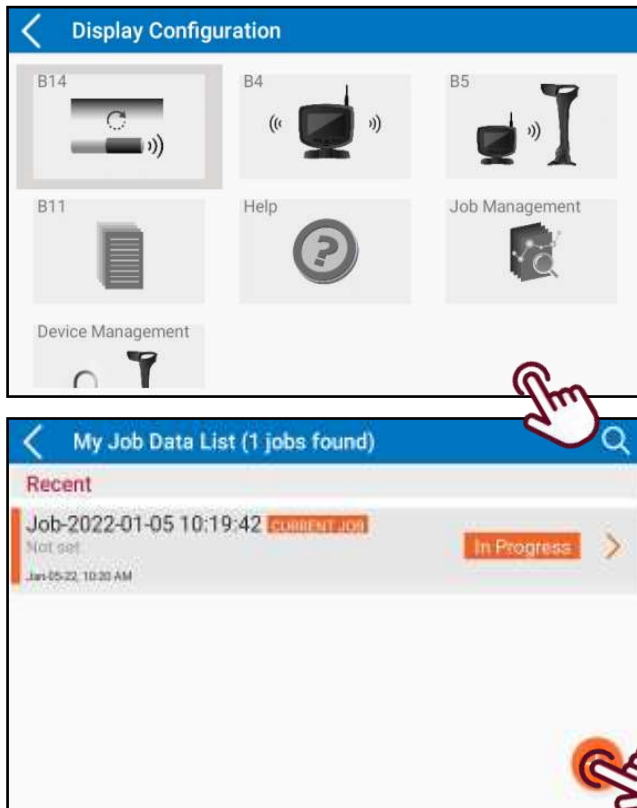 Display Configuration
B14 B4 B5
B11 Help Job Management
Device Management
My Job Data List (1 jobs found)
Recent
Job-2022-01-05 10:19:42 CURRENT JOB
Not set
In Progress
Jan-05-22, 10:20 AM